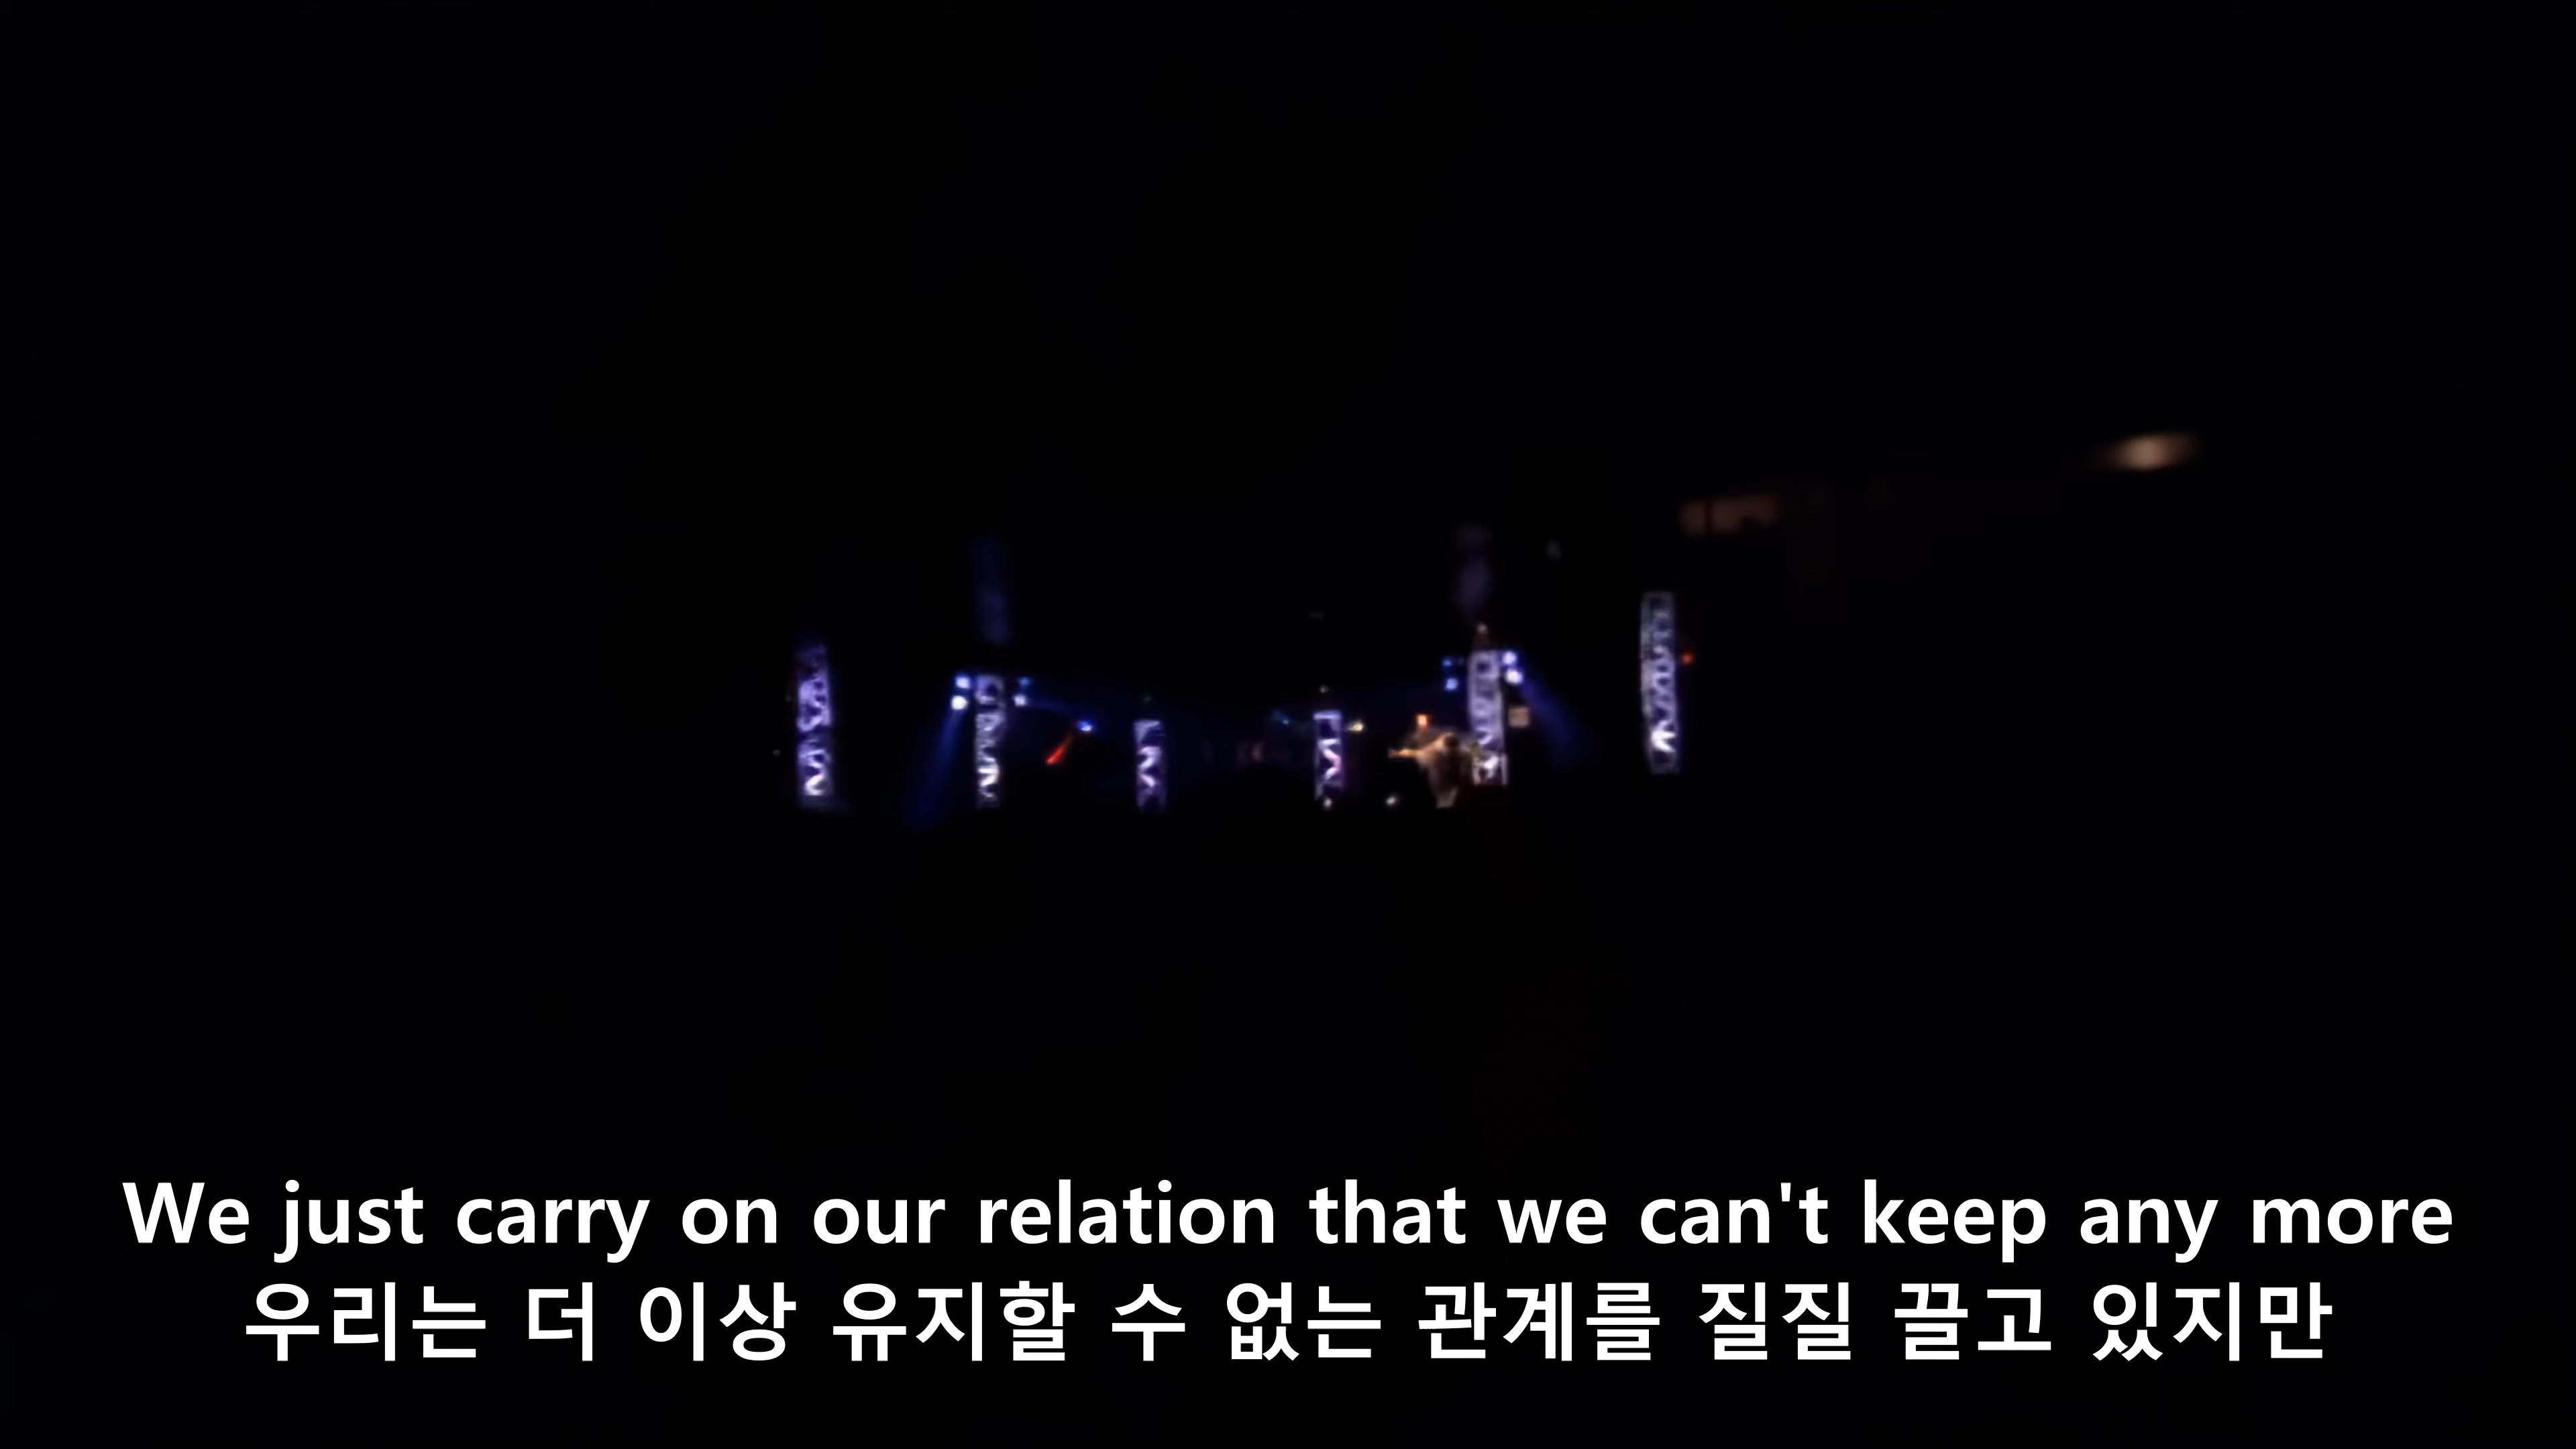 We just carry on our relation that we can't keep any more
우리는 더 이상 유지할 수 없는 관계를 질질 끌고 있지만